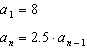 a₁ = 8
aₙ = 2.5 · aₙ₋₁